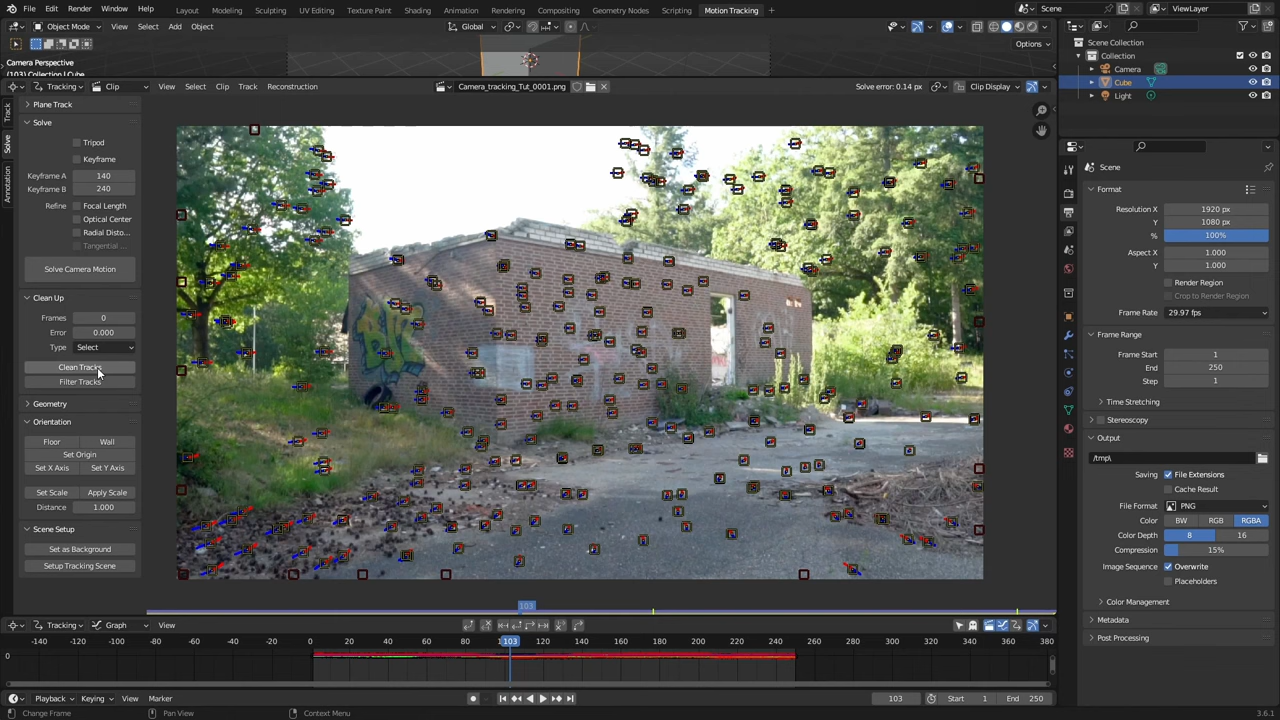 File Edit Render Window Help Layout Modeling Sculpting UV Editing Texture Paint Shading Animation Rendering Compositing Geometry Nodes Scripting Motion Tracking Scene ViewLayer
Object Mode View Select Add Object Global Options
Camera Perspective
(103) Collection | Cube
Tracking Clip View Select Clip Track Reconstruction Camera_tracking_Tut_0001.png Solve error: 0.14 px Clip Display
Track
Solve
Annotation
Plane Track
Solve
Tripod
Keyframe
Keyframe A 140
Keyframe B 240
Refine Focal Length
Optical Center
Radial Disto...
Tangential ...
Solve Camera Motion
Clean Up
Frames 0
Error 0.000
Type Select
Clean Tracks
Filter Tracks
Geometry
Orientation
Floor Wall
Set Origin
Set X Axis Set Y Axis
Set Scale Apply Scale
Distance 1.000
Scene Setup
Set as Background
Setup Tracking Scene
103
Tracking Graph View
-140 -120 -100 -80 -60 -40 -20 0 20 40 60 80 103 120 140 160 180 200 220 240 260 280 300 320 340 360 380
0
Playback Keying View Marker 103 Start 1 End 250
Change Frame Pan View Context Menu 3.6.1
Scene Collection
Collection
Camera
Cube
Light
Scene
Format
Resolution X 1920 px
Y 1080 px
% 100%
Aspect X 1.000
Y 1.000
Render Region
Crop to Render Region
Frame Rate 29.97 fps
Frame Range
Frame Start 1
End 250
Step 1
Time Stretching
Stereoscopy
Output
/tmp\
Saving File Extensions
Cache Result
File Format PNG
Color BW RGB RGBA
Color Depth 8 16
Compression 15%
Image Sequence Overwrite
Placeholders
Color Management
Metadata
Post Processing